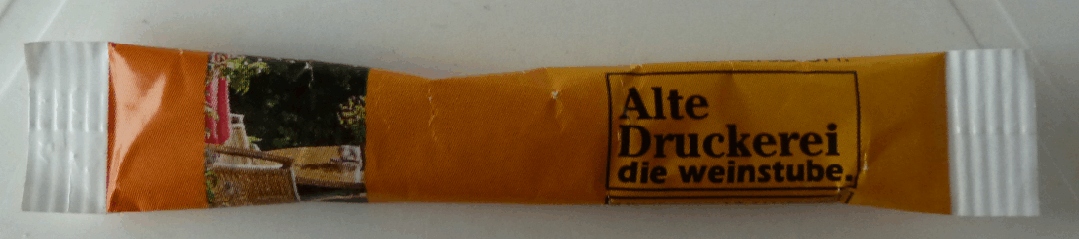 Alte
Druckerei
die weinstube.